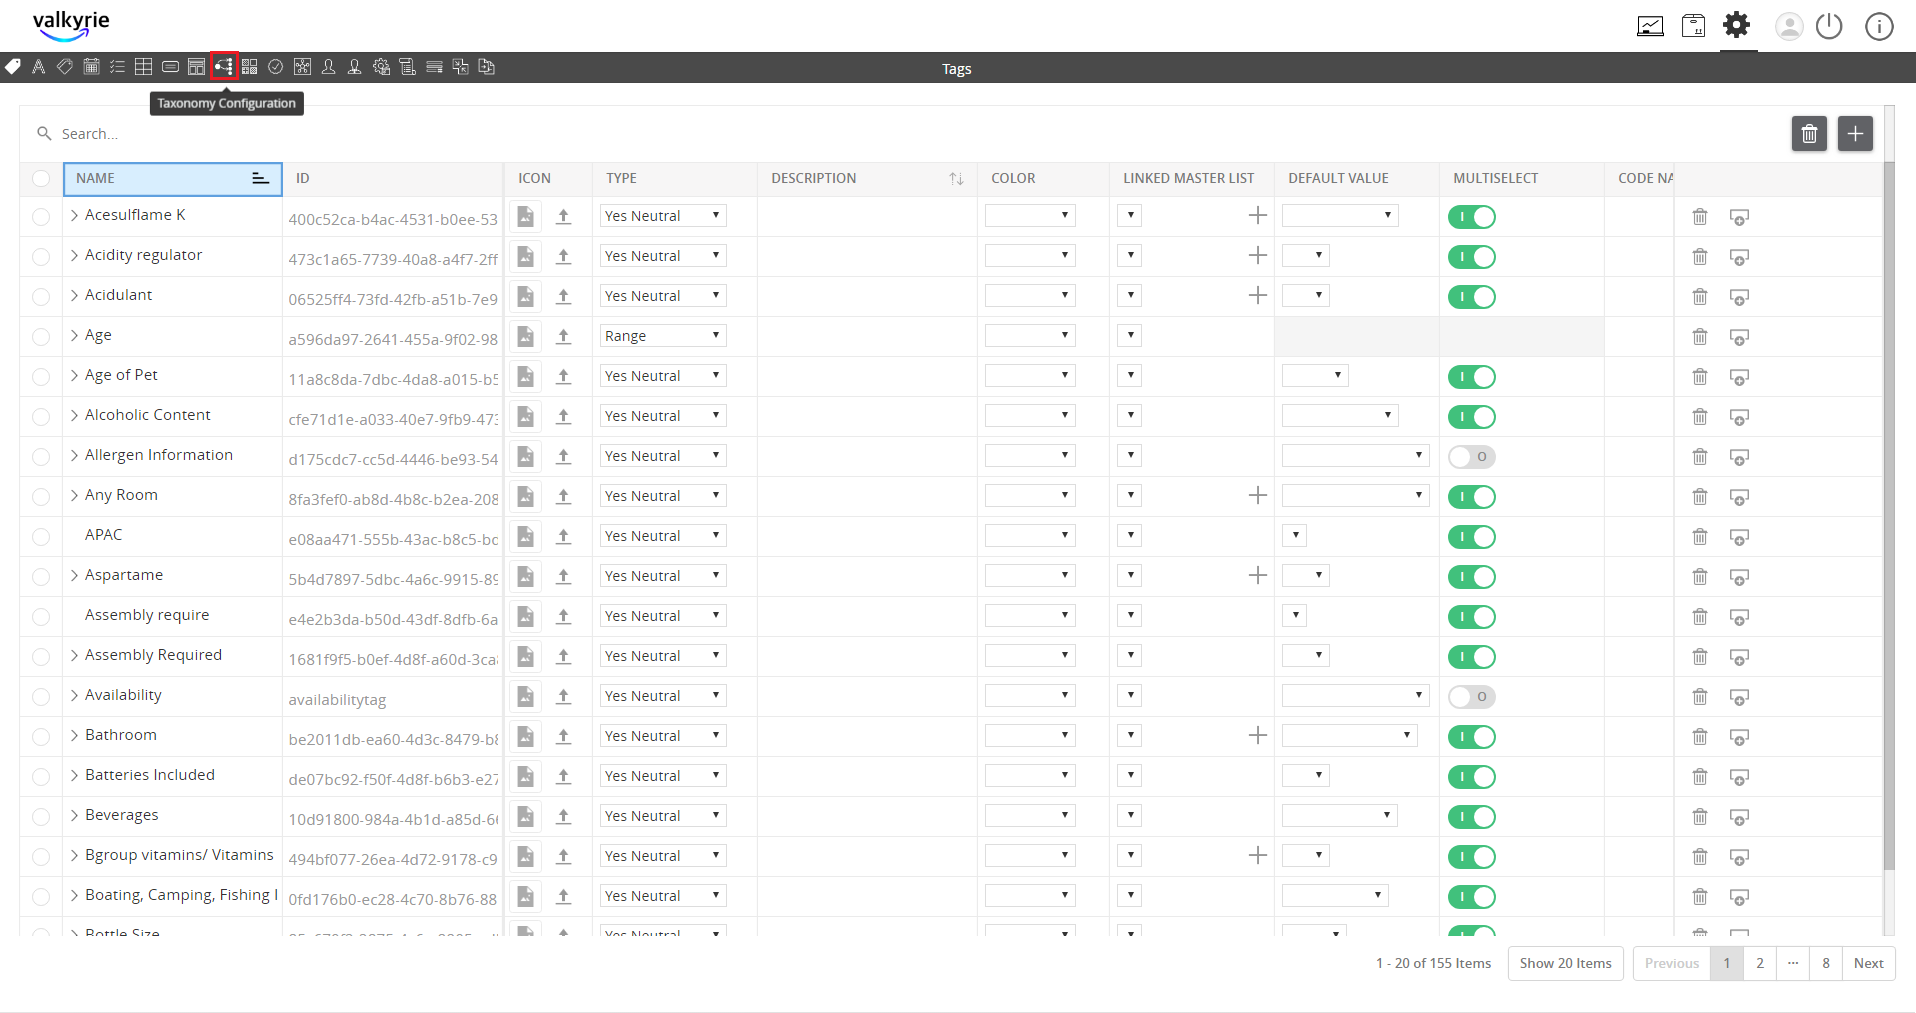 valkyrie
Tags
Taxonomy Configuration
Search...
NAME ID ICON TYPE DESCRIPTION COLOR LINKED MASTER LIST DEFAULT VALUE MULTISELECT CODE NA
Acesulflame K 400c52ca-b4ac-4531-b0ee-53 Yes Neutral
Acidity regulator 473c1a65-7739-40a8-a4f7-2ff Yes Neutral
Acidulant 06525ff4-73fd-42fb-a51b-7e9 Yes Neutral
Age a596da97-2641-455a-9f02-98 Range
Age of Pet 11a8c8da-7dbc-4da8-a015-b5 Yes Neutral
Alcoholic Content cfe71d1e-a033-40e7-9fb9-473 Yes Neutral
Allergen Information d175cdc7-cc5d-4446-be93-54 Yes Neutral
Any Room 8fa3fef0-ab8d-4b8c-b2ea-208 Yes Neutral
APAC e08aa471-555b-43ac-b8c5-bd Yes Neutral
Aspartame 5b4d7897-5dbc-4a6c-9915-89 Yes Neutral
Assembly require e4e2b3da-b50d-43df-8dfb-6a Yes Neutral
Assembly Required 1681f9f5-b0ef-4d8f-a60d-3ca8 Yes Neutral
Availability availabilitytag Yes Neutral
Bathroom be2011db-ea60-4d3c-8479-b8 Yes Neutral
Batteries Included de07bc92-f50f-4d8f-b6b3-e27 Yes Neutral
Beverages 10d91800-984a-4b1d-a85d-66 Yes Neutral
Bgroup vitamins/ Vitamins 494bf077-26ea-4d72-9178-c9 Yes Neutral
Boating, Camping, Fishing I 0fd176b0-ec28-4c70-8b76-88 Yes Neutral
Bottle Size Yes Neutral
1 - 20 of 155 Items Show 20 Items Previous 1 2 ... 8 Next